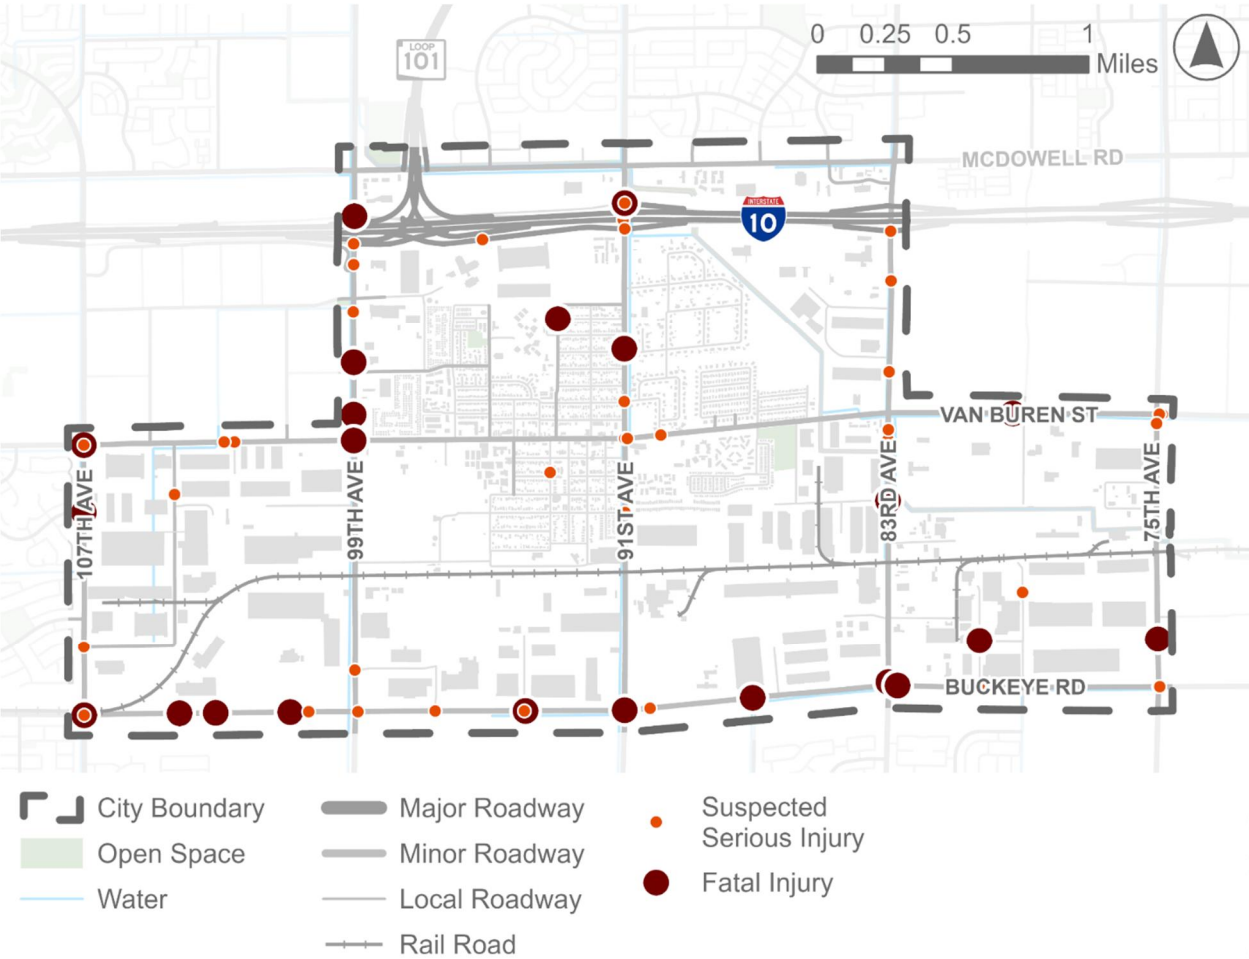 0 0.25 0.5 1
Miles
LOOP
101
MCDOWELL RD
INTERSTATE
10
VAN BUREN ST
107TH AVE
99TH AVE
91ST AVE
83RD AVE
75TH AVE
BUCKEYE RD
City Boundary
Open Space
Water
Major Roadway
Minor Roadway
Local Roadway
Rail Road
Suspected
Serious Injury
Fatal Injury